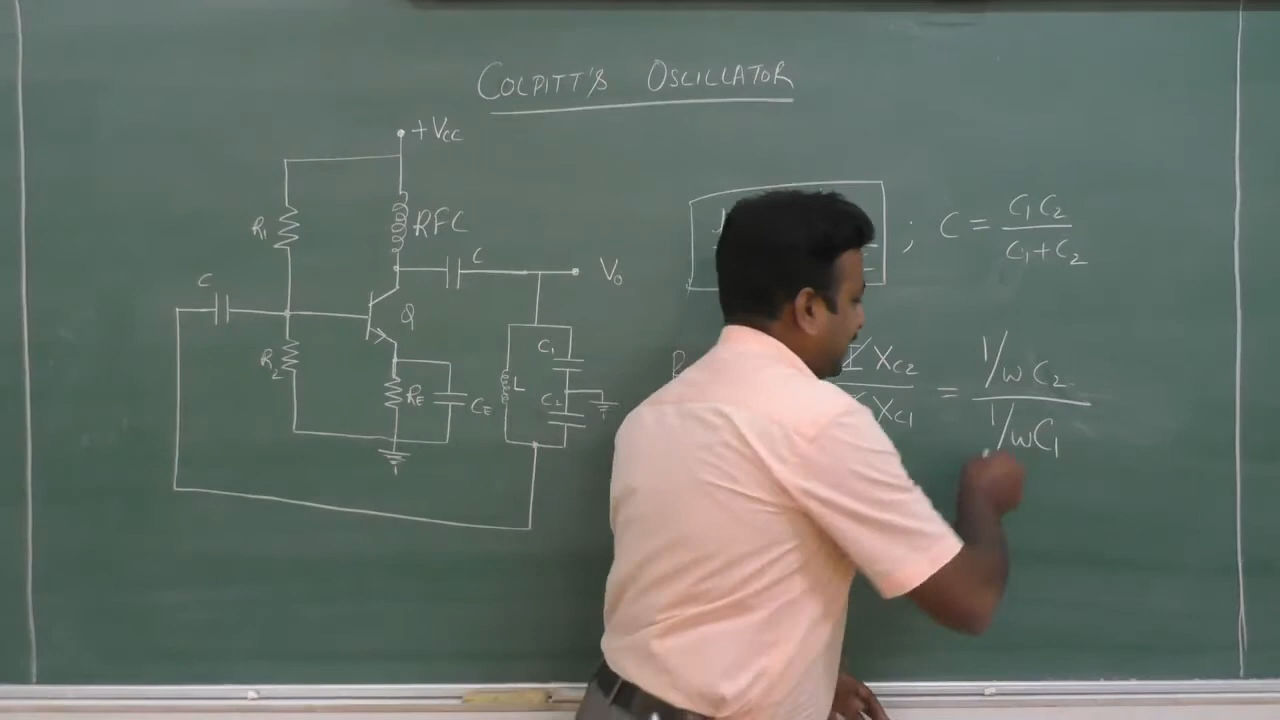 COLPITT'S OSCILLATOR
+VCC
RFC
R1
C
C
V0
Q
R2
RE
CE
L
C1
C2
; C = C1C2 / C1+C2
I XC2 / I XC1 = 1/ωC2 / 1/ωC1